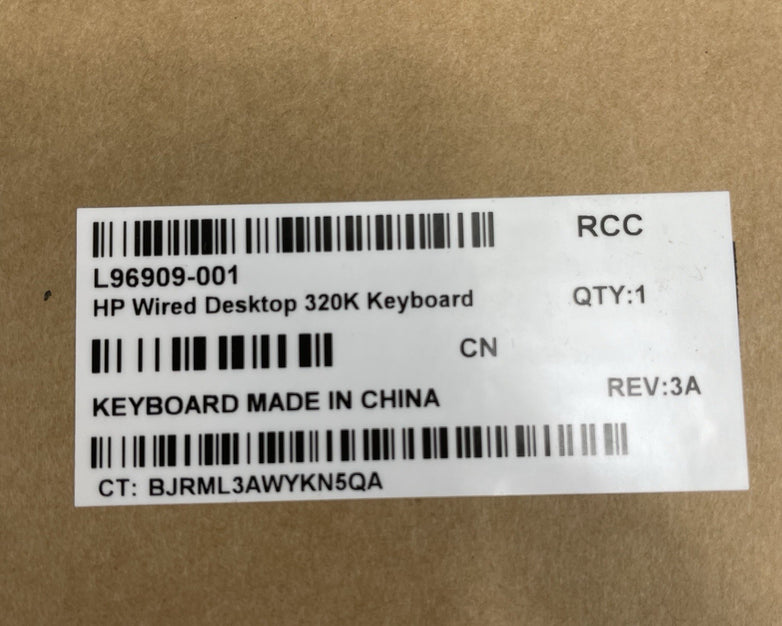 RCC
L96909-001
HP Wired Desktop 320K Keyboard
QTY:1
CN
REV:3A
KEYBOARD MADE IN CHINA
CT: BJRML3AWYKN5QA